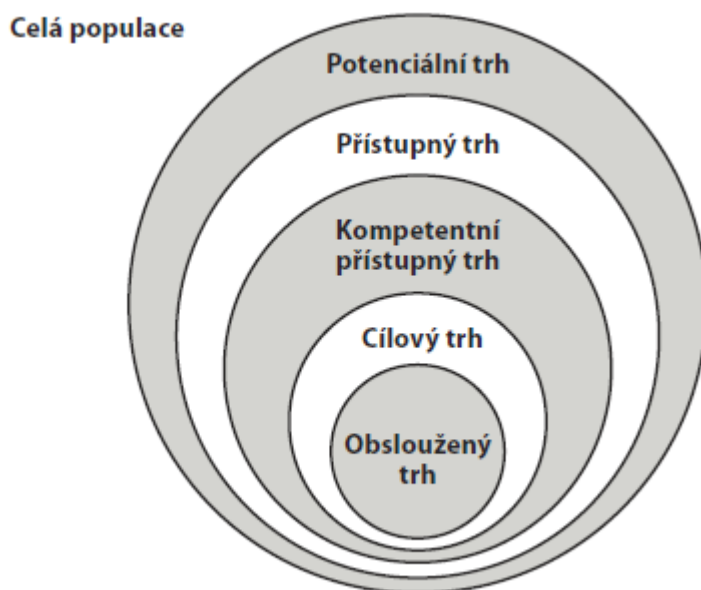 Celá populace
Potenciální trh
Přístupný trh
Kompetentní
přístupný trh
Cílový trh
Obsloužený
trh